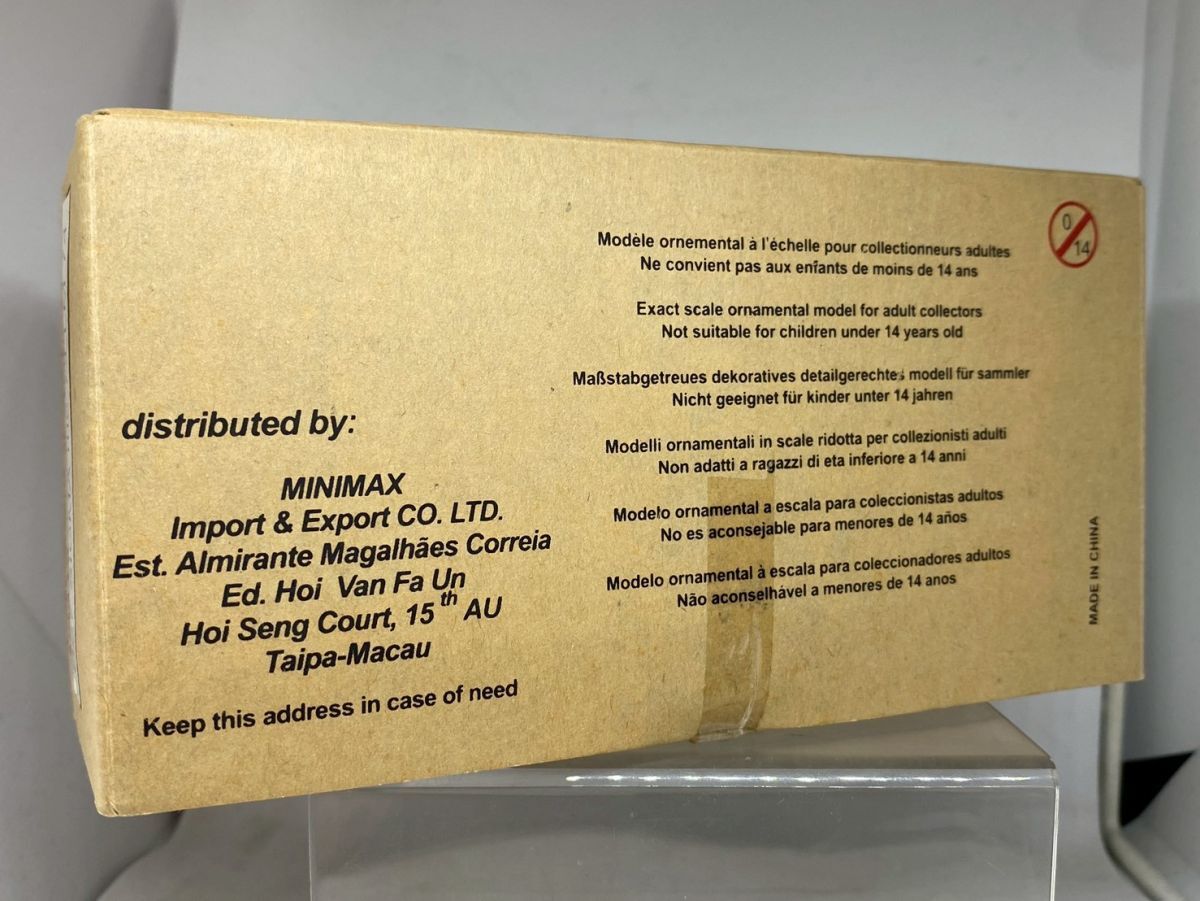 distributed by:
MINIMAX
Import & Export CO. LTD.
Est. Almirante Magalhães Correia
Ed. Hoi Van Fa Un
Hoi Seng Court, 15th AU
Taipa-Macau
Keep this address in case of need
Modèle ornemental à l'échelle pour collectionneurs adultes
Ne convient pas aux enfants de moins de 14 ans
Exact scale ornamental model for adult collectors
Not suitable for children under 14 years old
Maßstabgetreues dekoratives detailgerechtes modell für sammler
Nicht geeignet für kinder unter 14 jahren
Modelli ornamentali in scale ridotta per collezionisti adulti
Non adatti a ragazzi di eta inferiore a 14 anni
Modelo ornamental a escala para coleccionistas adultos
No es aconsejable para menores de 14 años
Modelo ornamental à escala para coleccionadores adultos
Não aconselhável a menores de 14 anos
0
14
MADE IN CHINA